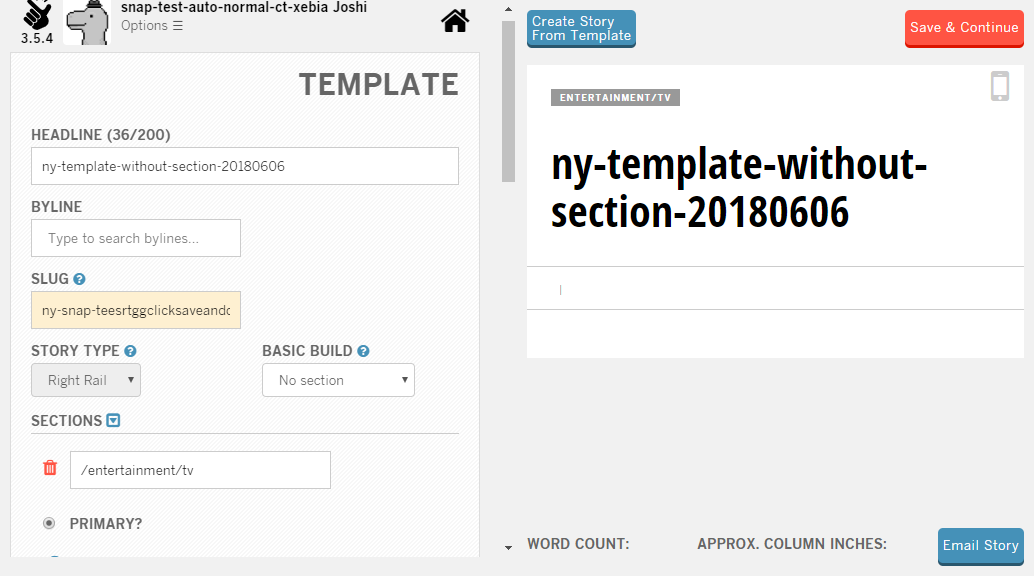 snap-test-auto-normal-ct-xebia Joshi
Options ☰
3.5.4
TEMPLATE
HEADLINE (36/200)
ny-template-without-section-20180606
BYLINE
Type to search bylines...
SLUG
ny-snap-teesrtggclicksaveandc
STORY TYPE
BASIC BUILD
Right Rail
No section
SECTIONS
/entertainment/tv
PRIMARY?
Create Story
From Template
Save & Continue
ENTERTAINMENT/TV
ny-template-without-
section-20180606
WORD COUNT:
APPROX. COLUMN INCHES:
Email Story